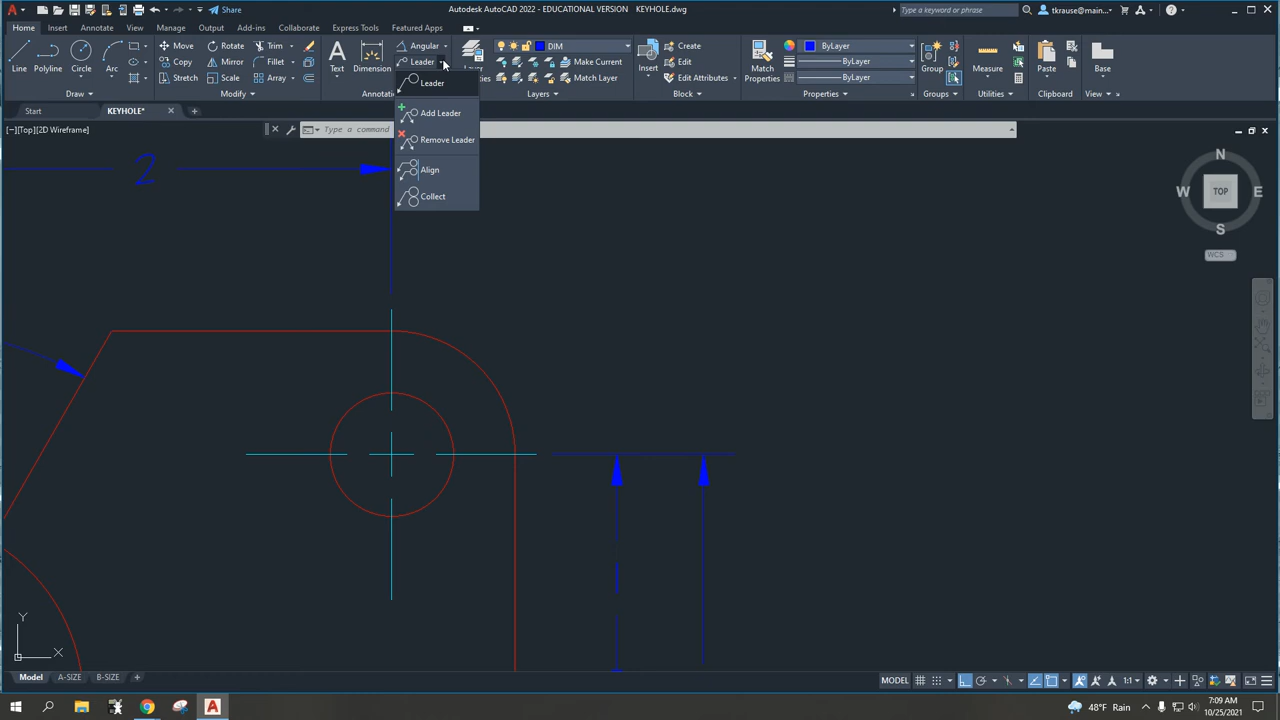 Share
Autodesk AutoCAD 2022 - EDUCATIONAL VERSION KEYHOLE.dwg
Type a keyword or phrase
tkrause@main...
Home Insert Annotate View Manage Output Add-ins Collaborate Express Tools Featured Apps
Line Polyline Circle Arc
Move Rotate Trim
Copy Mirror Fillet
Stretch Scale Array
Text Dimension
Angular
Leader
DIM
Make Current
Match Layer
Insert
Create
Edit
Edit Attributes
Match Properties
ByLayer
ByLayer
ByLayer
Group
Measure
Paste
Base
Draw Modify Layers Block Properties Groups Utilities Clipboard View
Leader
Add Leader
Remove Leader
Align
Collect
Start KEYHOLE*
[−][Top][2D Wireframe]
Type a command
2
N
W TOP E
S
WCS
Y
X
Model A-SIZE B-SIZE +
MODEL 1:1
48°F Rain
7:09 AM
10/25/2021